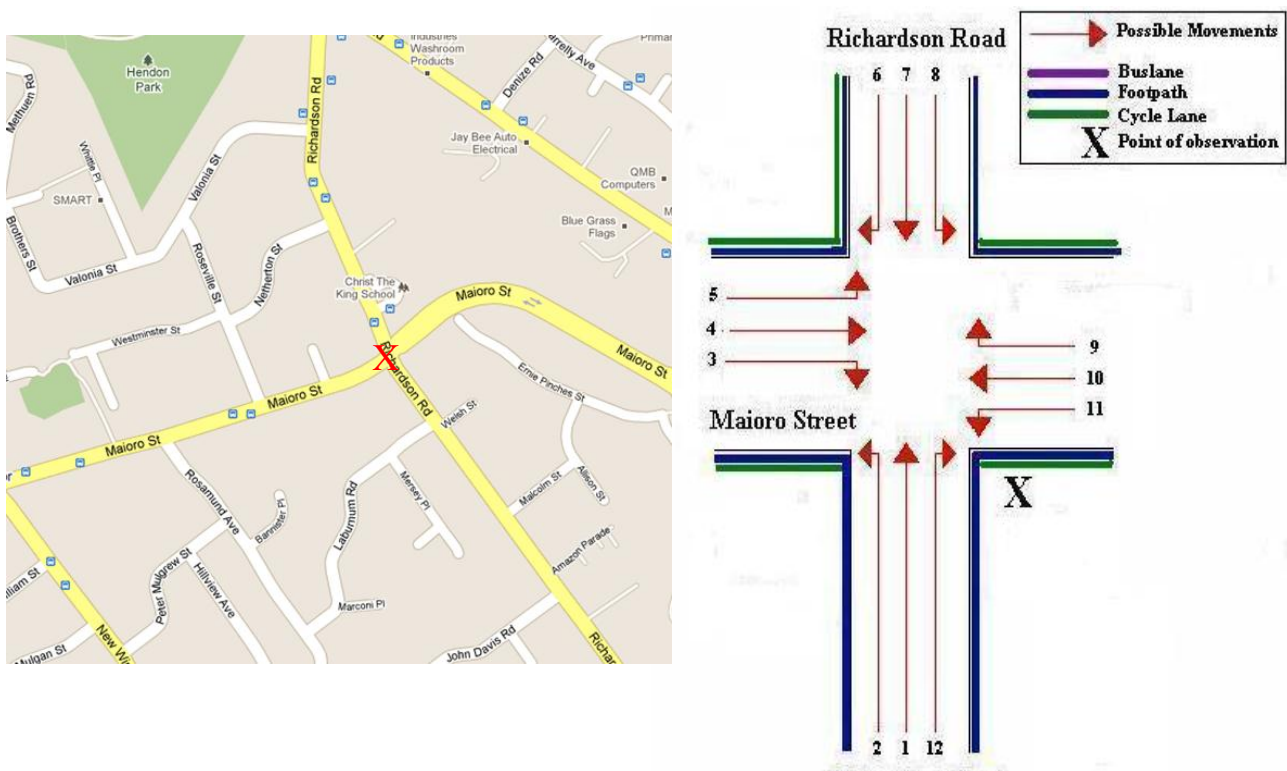 Hendon
Park
Methuen Rd
Whittle Pl
SMART
Brothers St
Valonia St
Valonia St
Roseville St
Netherton St
Westminster St
Richardson Rd
Industries
Washroom
Products
Denize Rd
Jay Bee Auto
Electrical
QMB
Computers
Blue Grass
Flags
Christ The
King School
Maioro St
Maioro St
Maioro St
Maioro St
X
Richardson Rd
Ernie Pinches St
Welsh St
Mersey Pl
Malcolm St
Allison St
Amazon Parade
Laburnum Rd
Rosamund Ave
Bannister Pl
Peter Mulgrew St
Hillview Ave
Marconi Pl
John Davis Rd
Mulgan St
Richardson Road
6 7 8
5
4
3
9
10
11
Maioro Street
X
2 1 12
Possible Movements
Buslane
Footpath
Cycle Lane
X Point of observation